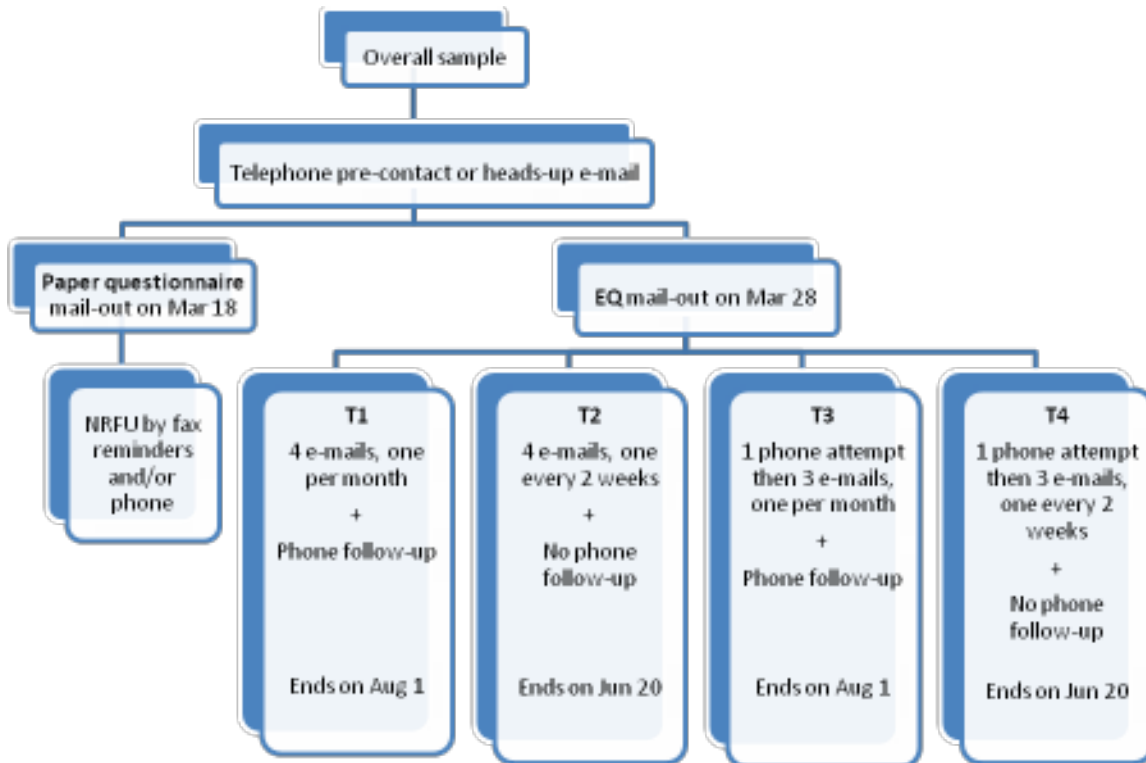 Overall sample
Telephone pre-contact or heads-up e-mail
Paper questionnaire
mail-out on Mar 18
EQ mail-out on Mar 28
NRFU by fax
reminders
and/or
phone
T1
4 e-mails, one
per month
+
Phone follow-up
Ends on Aug 1
T2
4 e-mails, one
every 2 weeks
+
No phone
follow-up
Ends on Jun 20
T3
1 phone attempt
then 3 e-mails,
one per month
+
Phone follow-up
Ends on Aug 1
T4
1 phone attempt
then 3 e-mails,
one every 2
weeks
+
No phone
follow-up
Ends on Jun 20